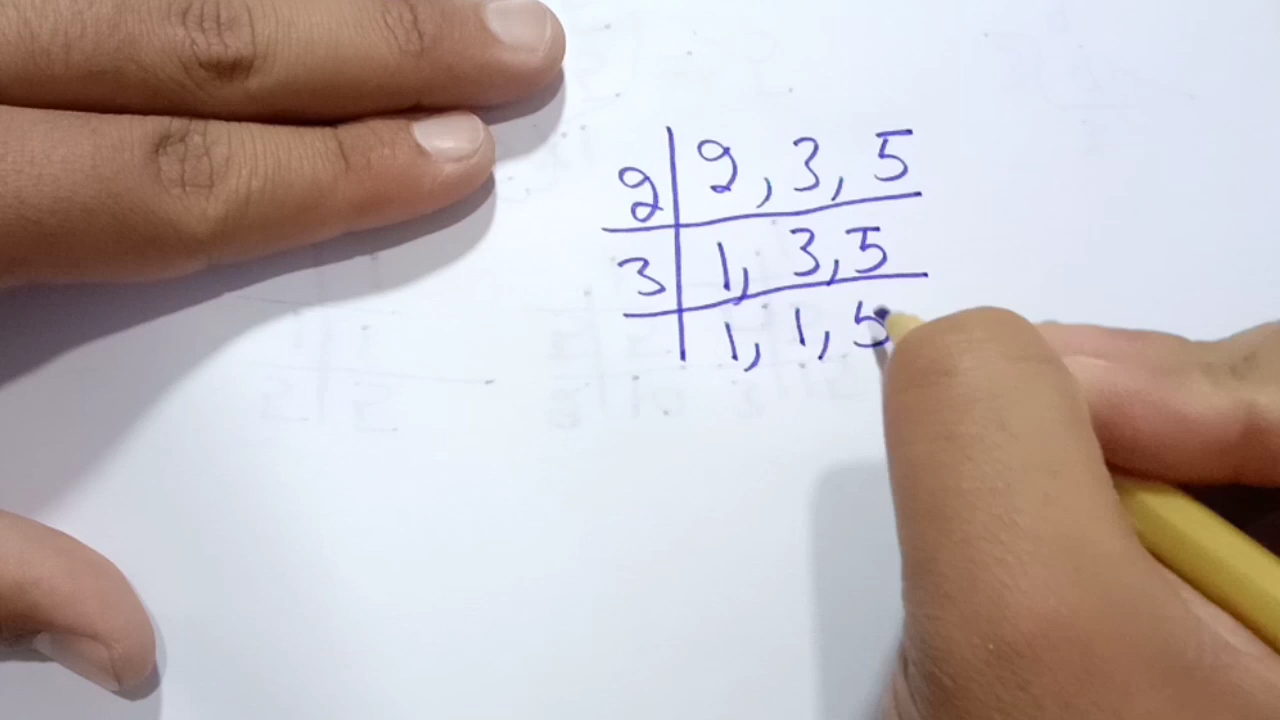 2 | 2, 3, 5
3 | 1, 3, 5
1, 1, 5